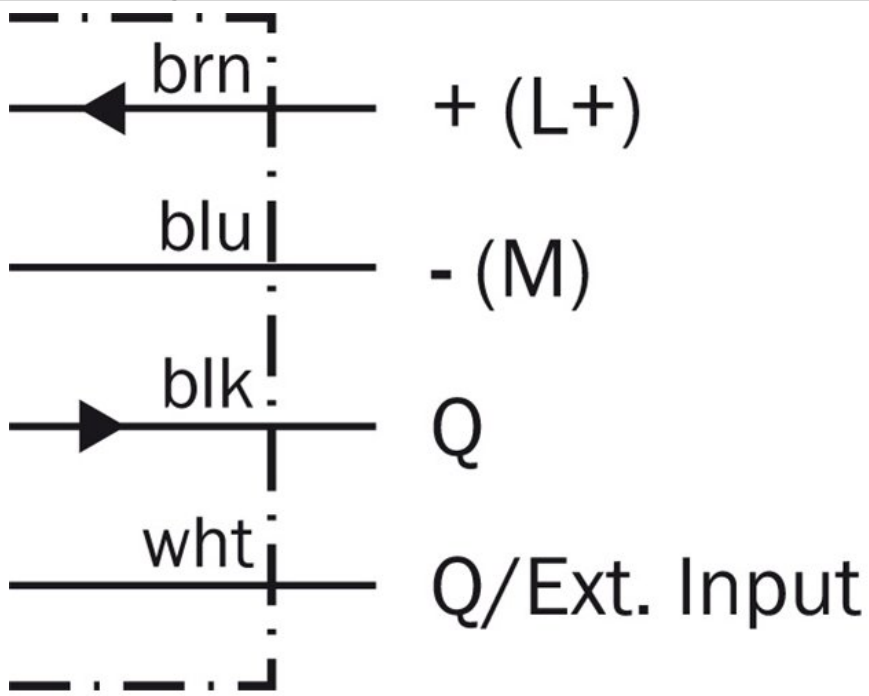 brn
+ (L+)
blu
- (M)
blk
Q
wht
Q/Ext. Input